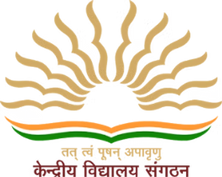 तत् त्वं पूषन् अपावृणु
केन्द्रीय विद्यालय संगठन